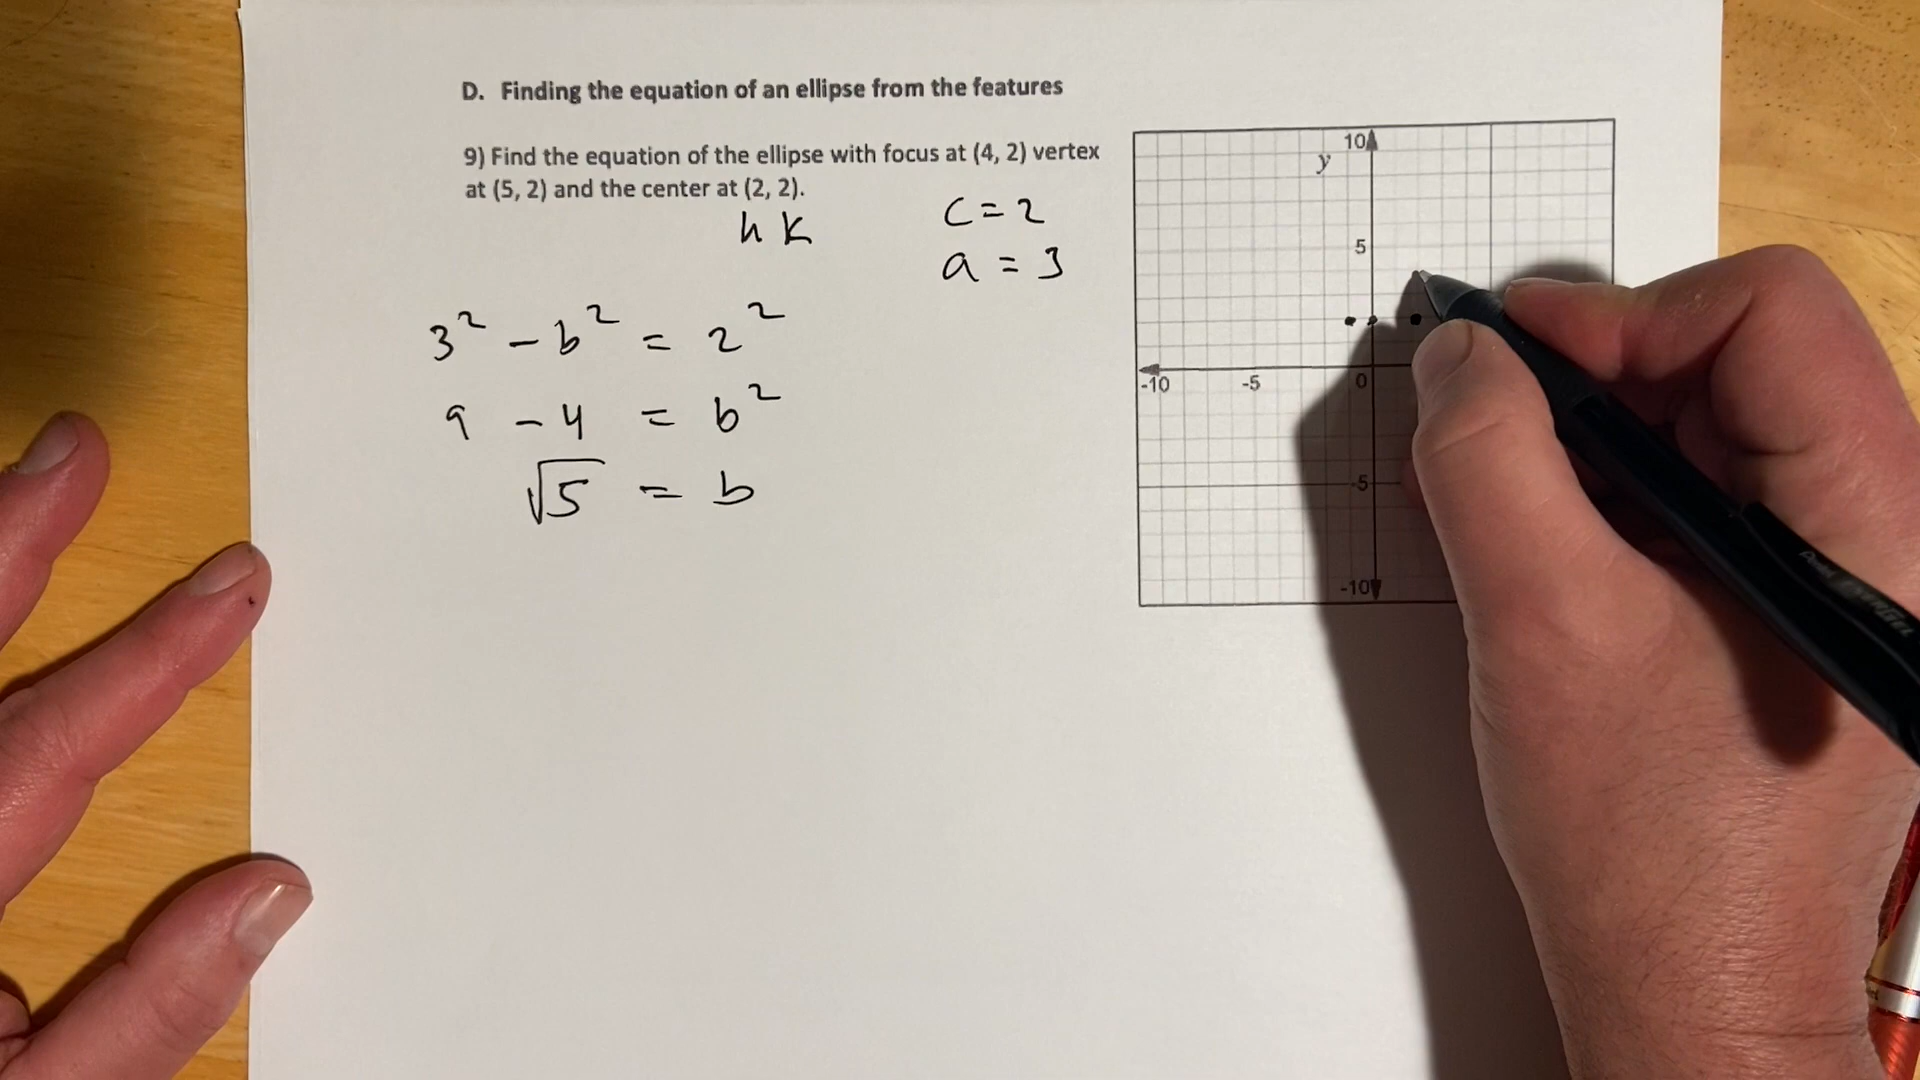 D. Finding the equation of an ellipse from the features
9) Find the equation of the ellipse with focus at (4, 2) vertex
at (5, 2) and the center at (2, 2).
h k
c = 2
a = 3
3² - b² = 2²
9 - 4 = b²
√5 = b
10
y
5
-10
-5
0
-5
-10
Pentel